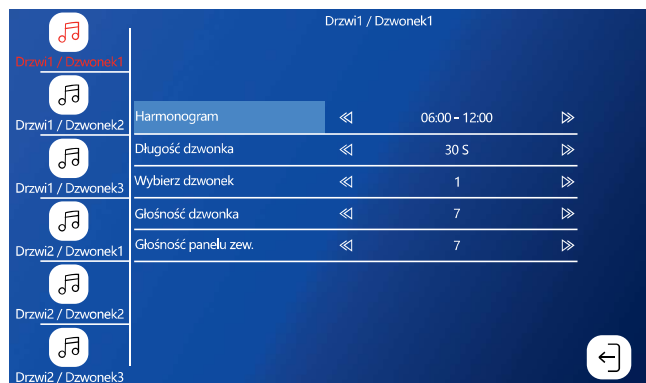 Drzwi1 / Dzwonek1
Drzwi1 / Dzwonek1
Drzwi1 / Dzwonek2
Drzwi1 / Dzwonek3
Drzwi2 / Dzwonek1
Drzwi2 / Dzwonek2
Drzwi2 / Dzwonek3
Harmonogram 06:00 - 12:00
Długość dzwonka 30 S
Wybierz dzwonek 1
Głośność dzwonka 7
Głośność panelu zew. 7